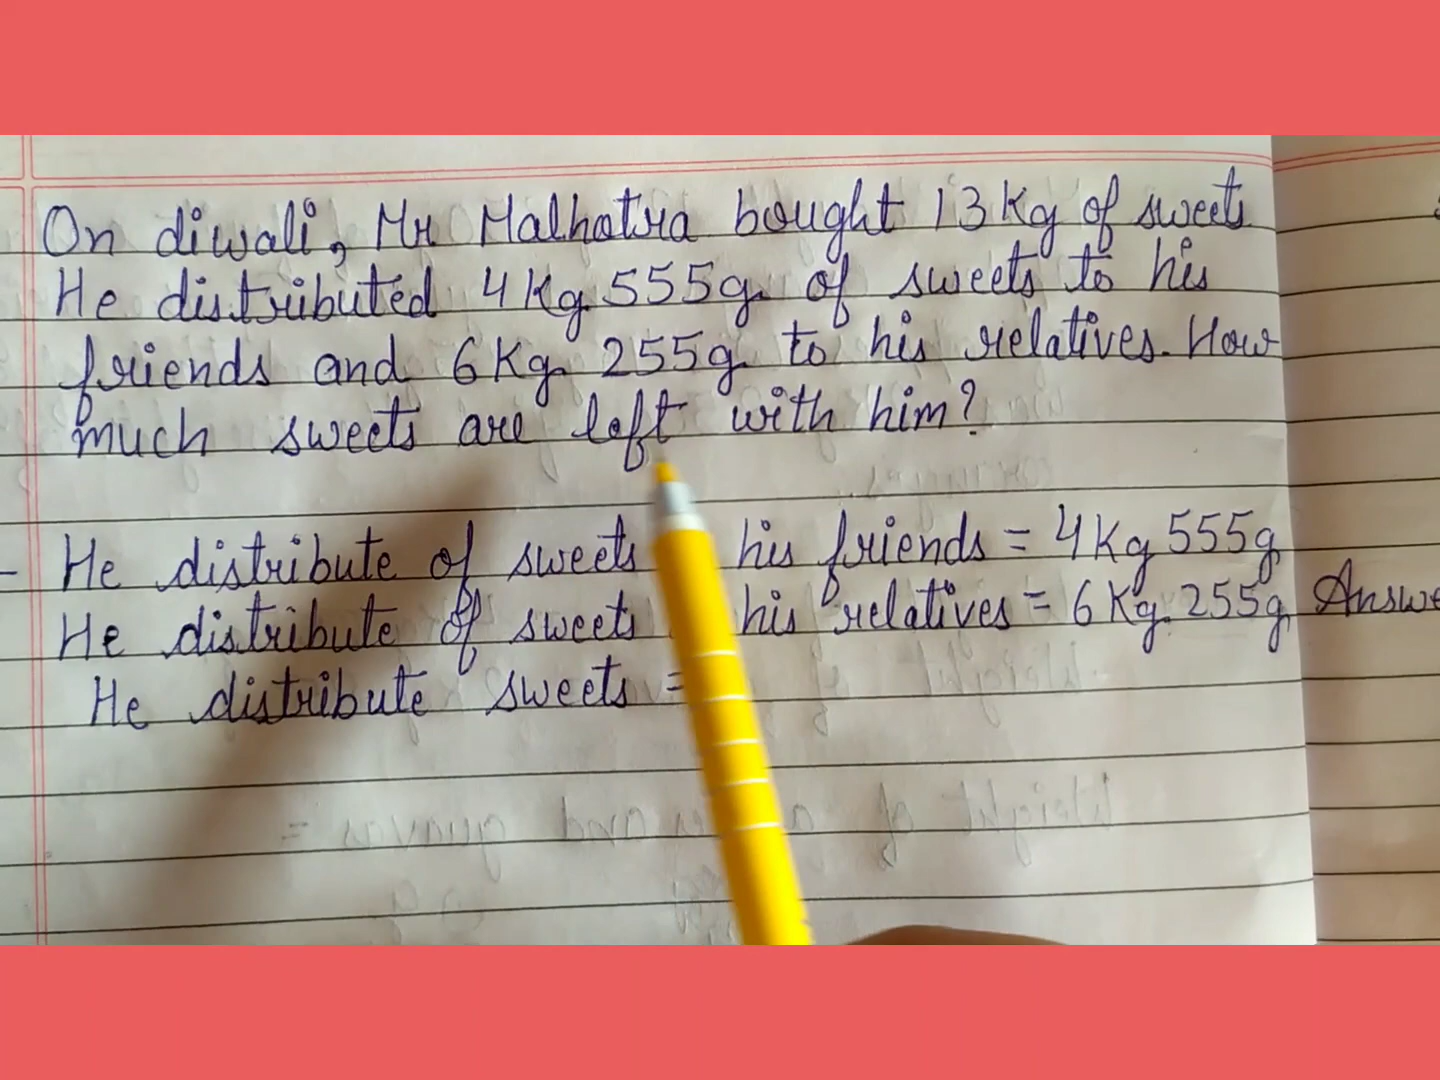 On diwali, Mr Malhotra bought 13 Kg of sweets.
He distributed 4 Kg. 555g. of sweets to his
friends and 6 Kg. 255g. to his relatives. How
much sweets are left with him?
- He distribute of sweets his friends = 4 Kg 555g
He distribute of sweets his relatives = 6 Kg. 255g Answe
He distribute sweets =